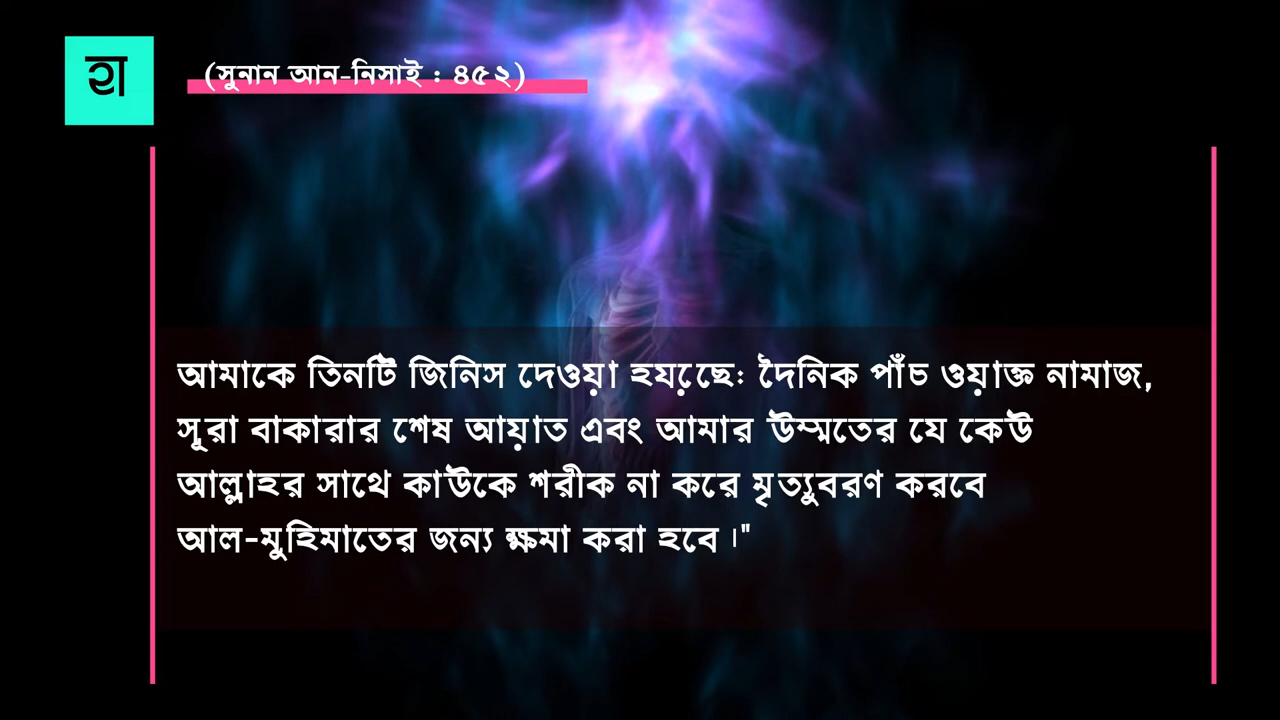 হা
(সুনান আন-নিসাই : ৪৫২)
আমাকে তিনটি জিনিস দেওয়া হযছে়ে: দৈনিক পাঁচ ওয়াক্ত নামাজ,
সূরা বাকারার শেষ আয়াত এবং আমার উম্মতের যে কেউ
আল্লাহর সাথে কাউকে শরীক না করে মৃত্যুবরণ করবে
আল-মুহিমাতের জন্য ক্ষমা করা হবে।"